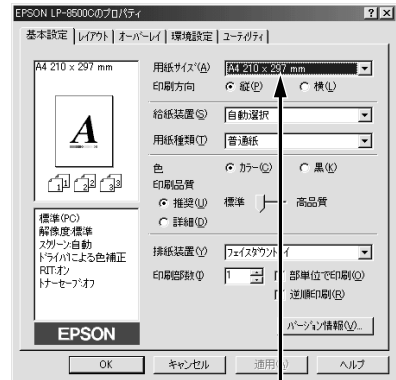 EPSON LP-8500Cのプロパティ
基本設定 レイアウト オーバーレイ 環境設定 ユーティリティ
A4 210 x 297 mm
用紙サイズ(A) A4 210 x 297 mm
印刷方向 縦(P) 横(L)
給紙装置(S) 自動選択
用紙種類(T) 普通紙
色 カラー(C) 黒(K)
印刷品質
推奨(U) 標準 高品質
詳細(D)
A
1 1 2 2 3 3
標準(PC)
解像度:標準
スクリーン:自動
ドライバによる色補正
RIT:オン
トナーセーブ:オフ
排紙装置(Y) フェイスダウントレイ
印刷部数(I) 1 部単位で印刷(O)
逆順印刷(R)
バージョン情報(V)...
EPSON
OK キャンセル 適用 ヘルプ